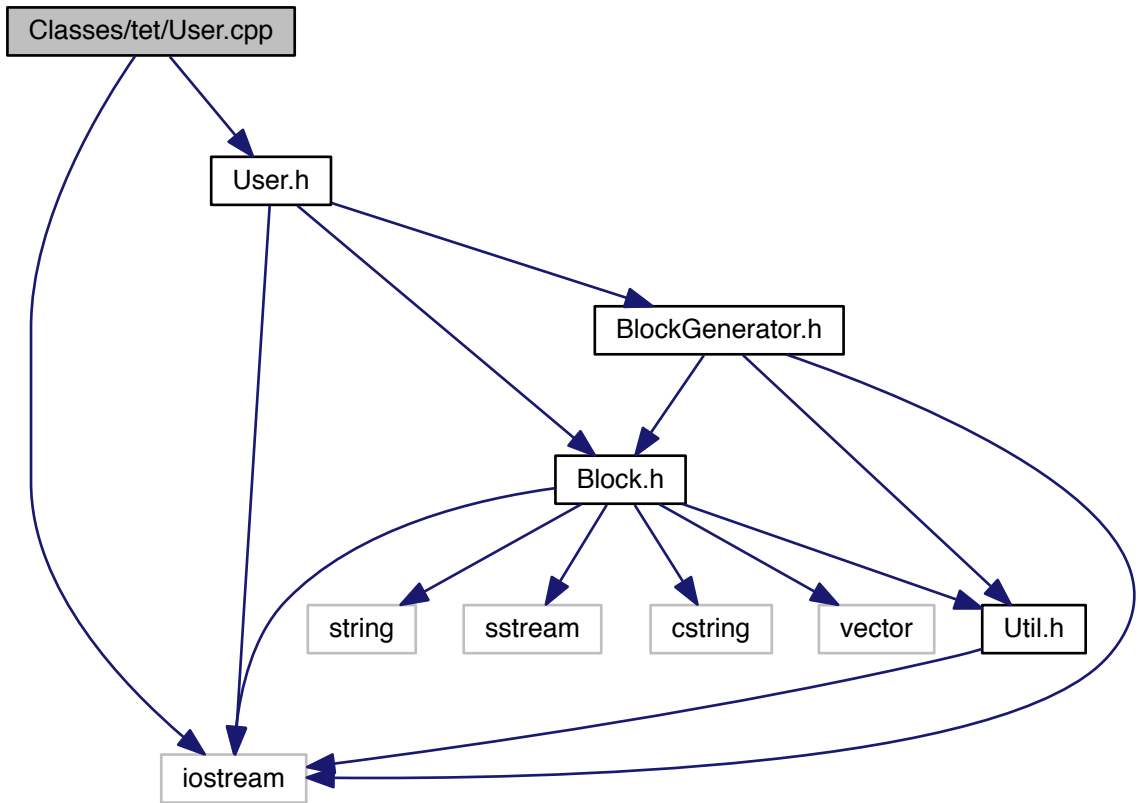 Classes/tet/User.cpp
User.h
BlockGenerator.h
Block.h
string
sstream
cstring
vector
Util.h
iostream